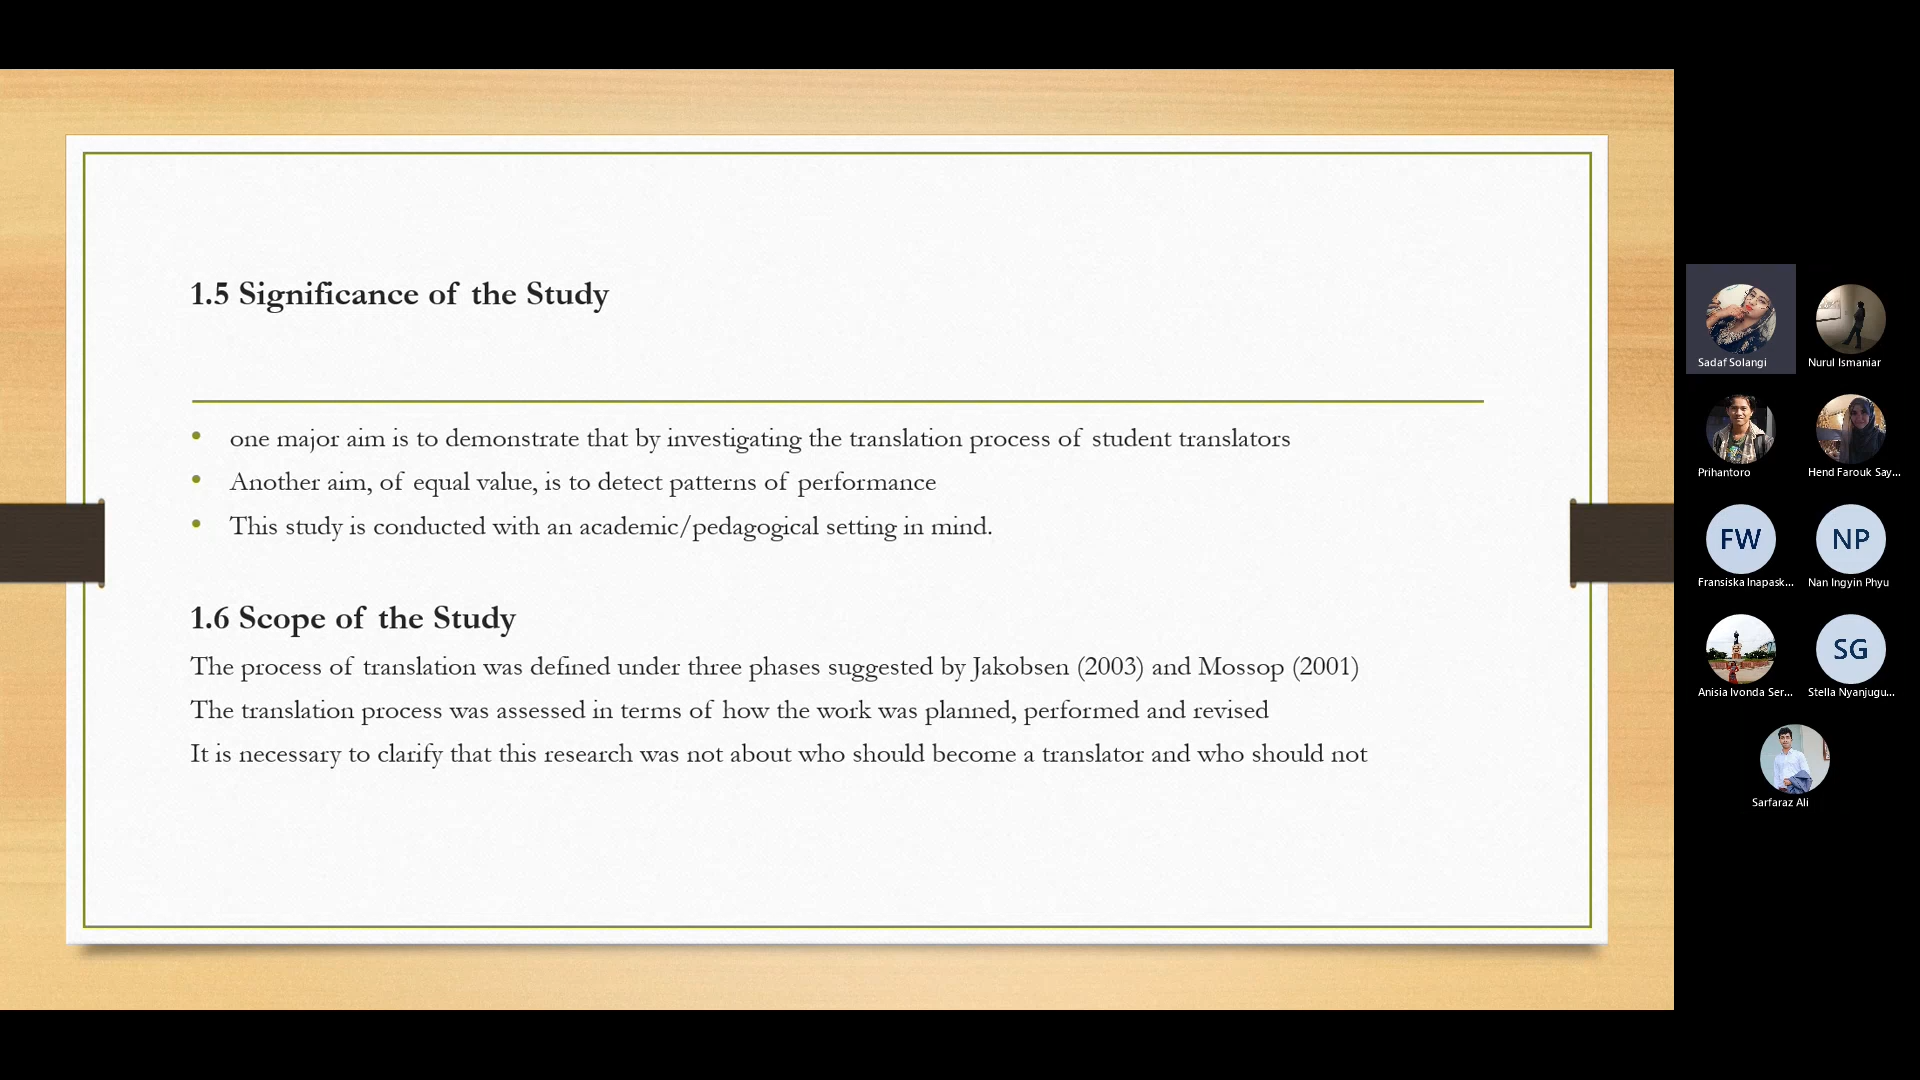 1.5 Significance of the Study
one major aim is to demonstrate that by investigating the translation process of student translators
Another aim, of equal value, is to detect patterns of performance
This study is conducted with an academic/pedagogical setting in mind.
1.6 Scope of the Study
The process of translation was defined under three phases suggested by Jakobsen (2003) and Mossop (2001)
The translation process was assessed in terms of how the work was planned, performed and revised
It is necessary to clarify that this research was not about who should become a translator and who should not
Sadaf Solangi
Nurul Ismaniar
Prihantoro
Hend Farouk Say...
FW
NP
Fransiska Inapask...
Nan Ingyin Phyu
SG
Anisia Ivonda Ser...
Stella Nyanjugu...
Sarfaraz Ali